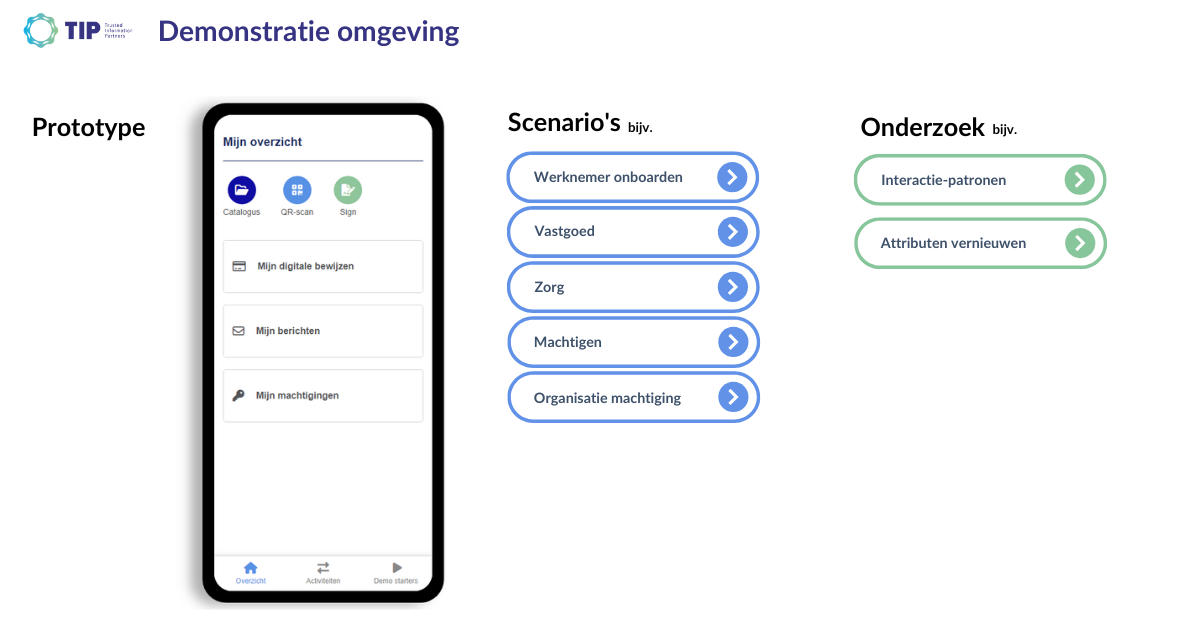 TIP
Trusted
Information
Partners
Demonstratie omgeving
Prototype
Mijn overzicht
Catalogus
QR-scan
Sign
Mijn digitale bewijzen
Mijn berichten
Mijn machtigingen
Overzicht
Activiteiten
Demo starters
Scenario's bijv.
Werknemer onboarden
Vastgoed
Zorg
Machtigen
Organisatie machtiging
Onderzoek bijv.
Interactie-patronen
Attributen vernieuwen